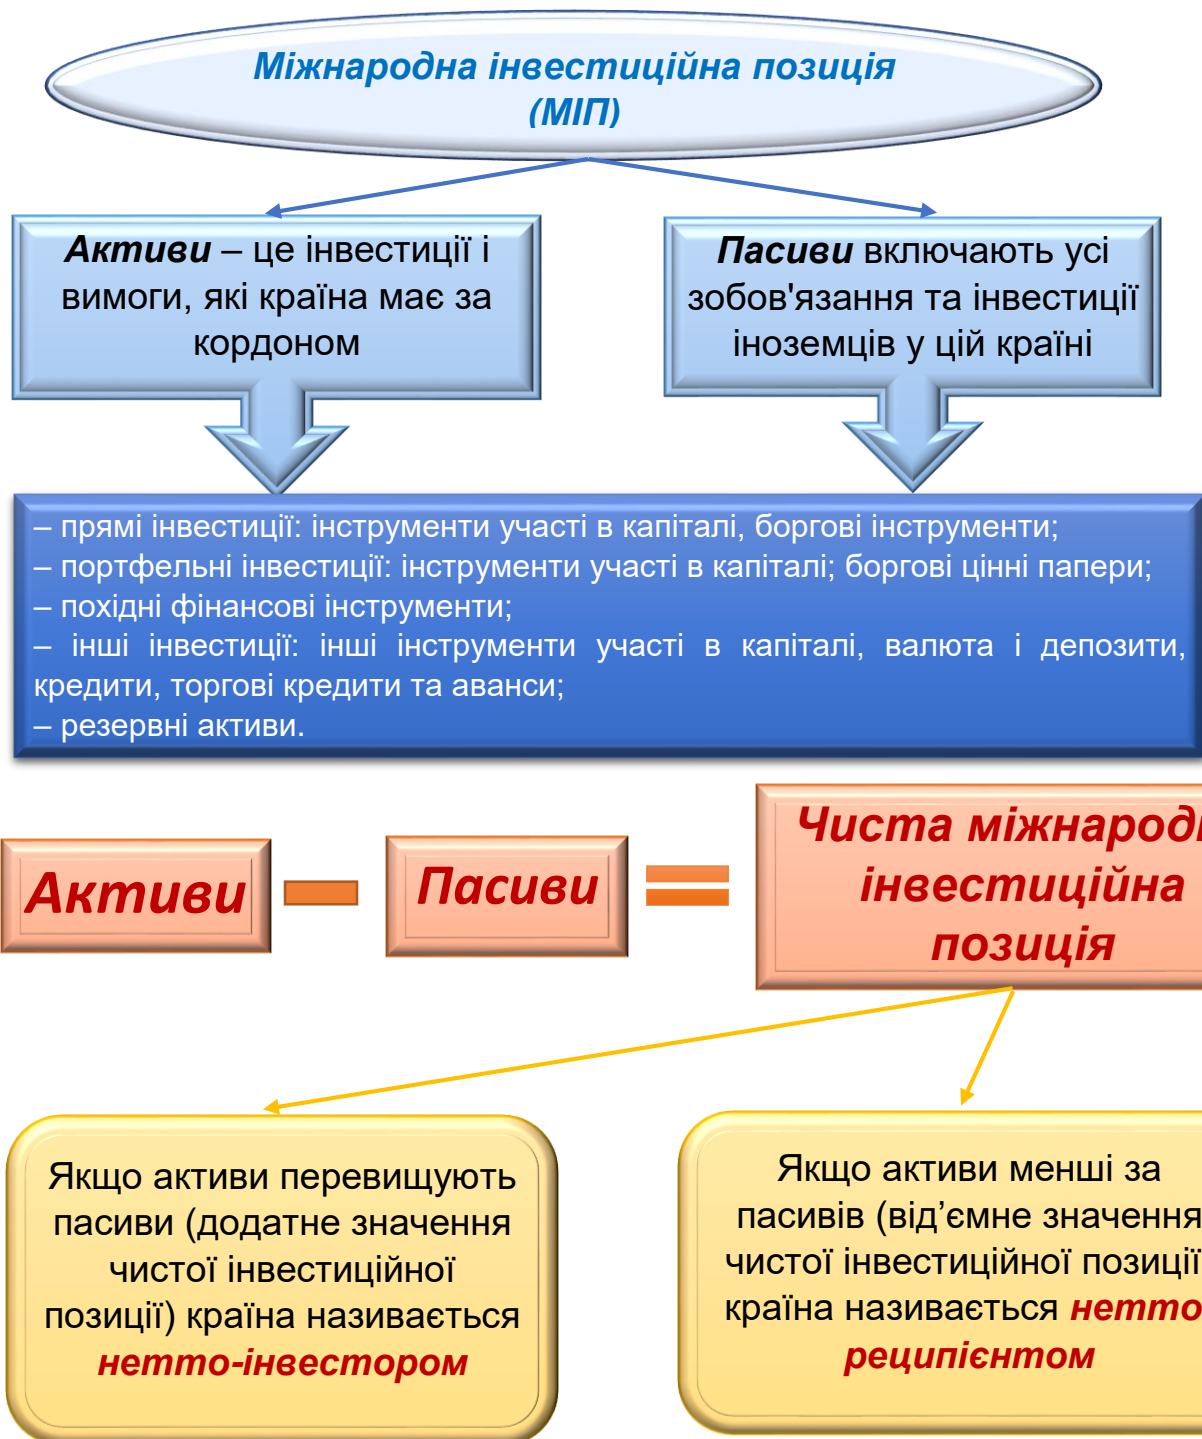 Міжнародна інвестиційна позиція
(МІП)
Активи – це інвестиції і
вимоги, які країна має за
кордоном
Пасиви включають усі
зобов'язання та інвестиції
іноземців у цій країні
– прямі інвестиції: інструменти участі в капіталі, боргові інструменти;
– портфельні інвестиції: інструменти участі в капіталі; боргові цінні папери;
– похідні фінансові інструменти;
– інші інвестиції: інші інструменти участі в капіталі, валюта і депозити,
кредити, торгові кредити та аванси;
– резервні активи.
Активи
Пасиви
Чиста
інвестиційна
позиція
Якщо активи перевищують
пасиви (додатне значення
чистої інвестиційної
позиції) країна називається
нетто-інвестором
Якщо активи менші за
пасивів (від’ємне значення
чистої інвестиційної позиції
країна називається нетто
реципієнтом